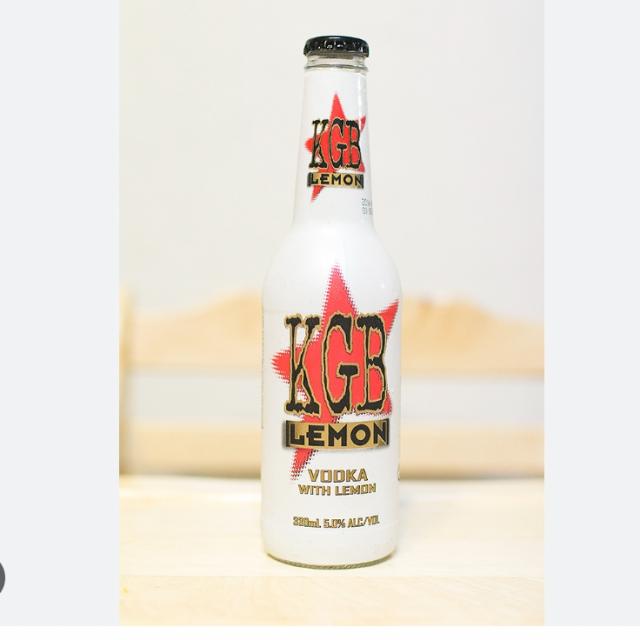 KGB
LEMON
KGB
LEMON
VODKA
WITH LEMON
330mL 5.0% ALC/VOL